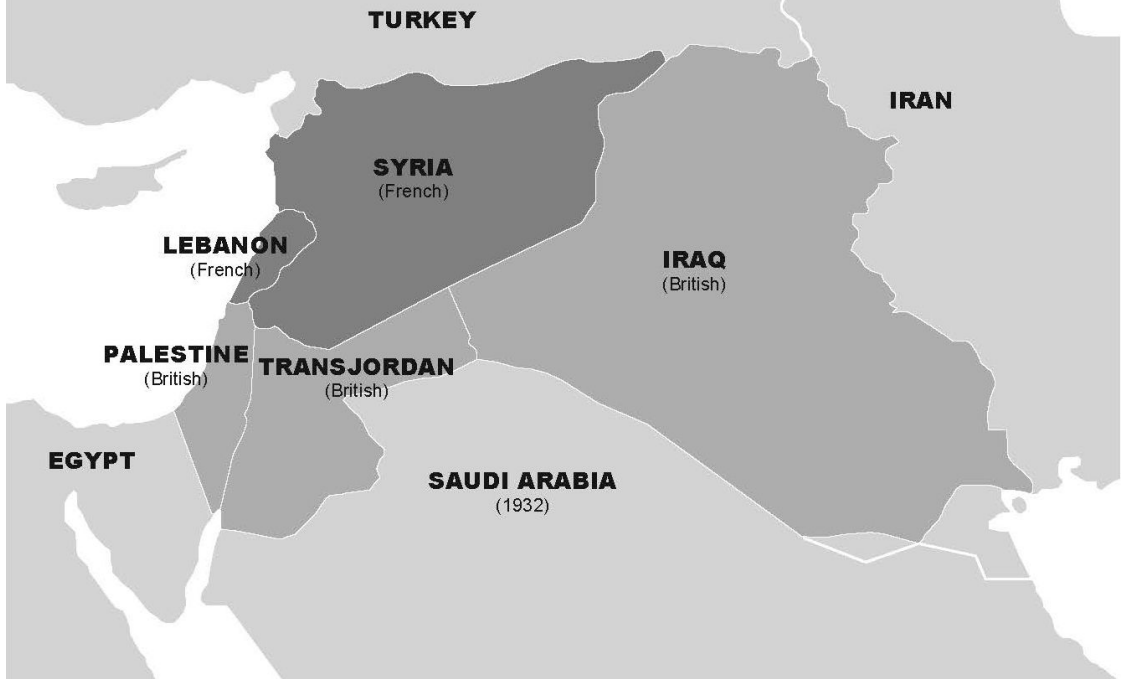 TURKEY
IRAN
SYRIA
(French)
LEBANON
(French)
IRAQ
(British)
PALESTINE
(British)
TRANSJORDAN
(British)
EGYPT
SAUDI ARABIA
(1932)